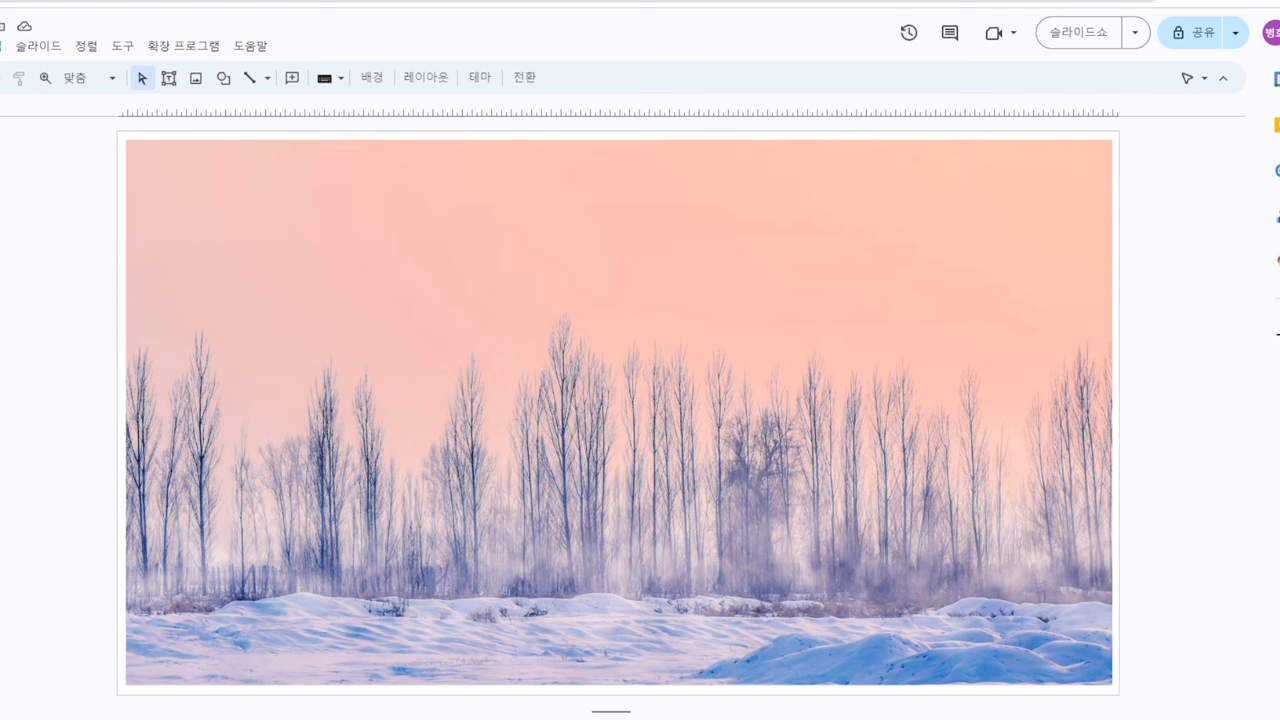 슬라이드 정렬 도구 확장 프로그램 도움말
슬라이드쇼
공유
맞춤
배경 레이아웃 테마 전환